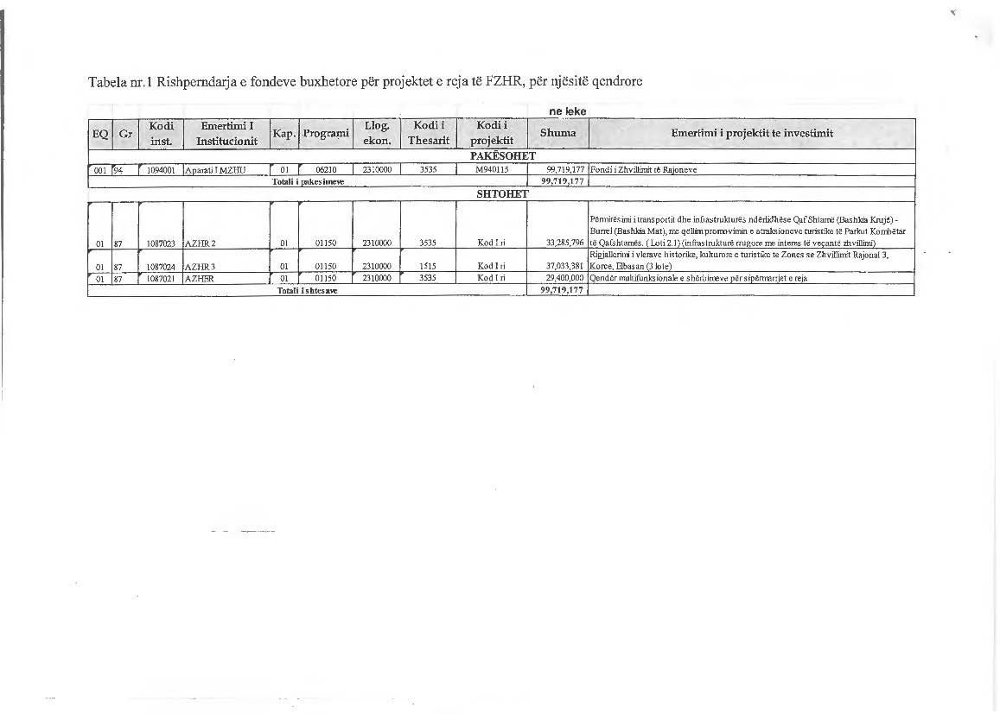 Tabela nr.1 Rishperndarja e fondeve buxhetore për projektet e reja të FZHR, për njësitë qendrore
ne leke
EQ Gr Kodi inst. Emertimi I Institucionit Kap. Programi Llog. ekon. Kodi i Thesarit Kodi i projektit Shuma Emertimi i projektit te investimit
PAKËSOHET
001 94 1094001 Aparati I MZHU 01 06210 2310000 3535 M940115 99,719,177 Fondi i Zhvillimit të Rajoneve
Totali i pakesimeve 99,719,177
SHTOHET
Përmirësimi i transportit dhe infrastrukturës ndërlidhëse Qaf Shtamë (Bashkia Krujë) -
Burrel (Bashkia Mat), me qëllim promovimin e atraksioneve turistike të Parkut Kombëtar
01 87 1087023 AZHR 2 01 01150 2310000 3535 Kod I ri 33,285,796 të Qafshtamës. ( Loti 2.1) (infrastrukturë rrugore me interes të veçantë zhvillimi)
Rigjallerimi i vlerave historike, kulturore e turistike te Zones se Zhvillimit Rajonal 3,
01 87 1087024 AZHR 3 01 01150 2310000 1515 Kod I ri 37,033,381 Korce, Elbasan (3 lote)
01 87 1087021 AZHER 01 01150 2310000 3535 Kod I ri 29,400,000 Qendër multifunksionale e shërbimeve për sipërmarrjet e reja
Totali I shtesave 99,719,177